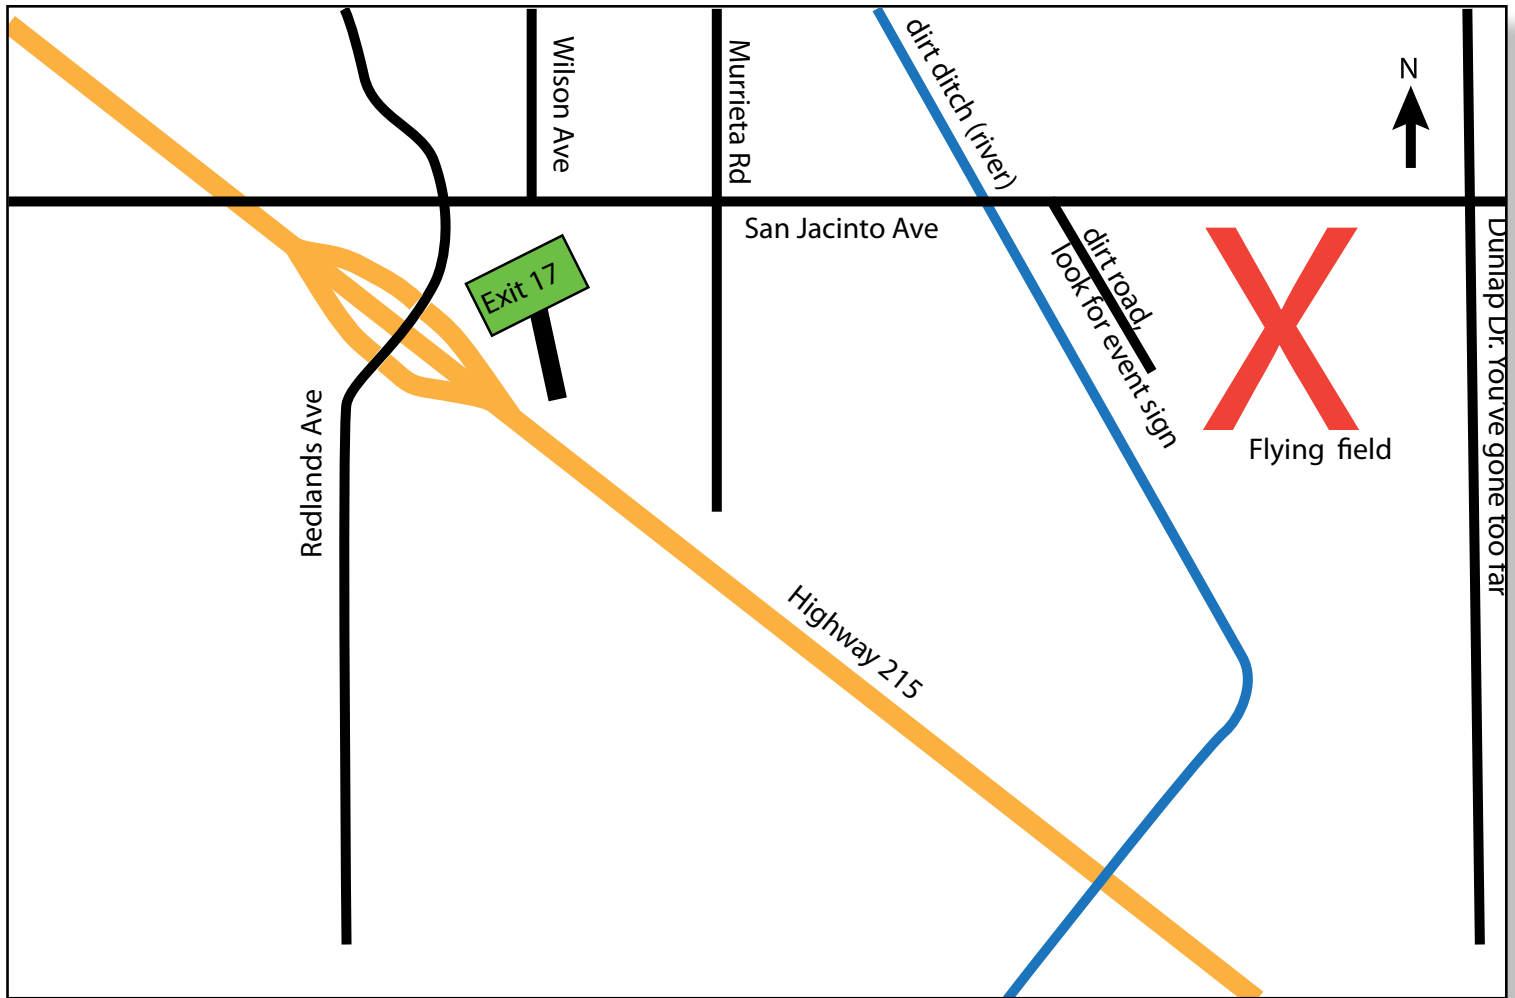 Wilson Ave
Murrieta Rd
dirt ditch (river)
N
San Jacinto Ave
dirt road,
look for event sign
Exit 17
Flying field
Dunlap Dr. You've gone too far
Redlands Ave
Highway 215